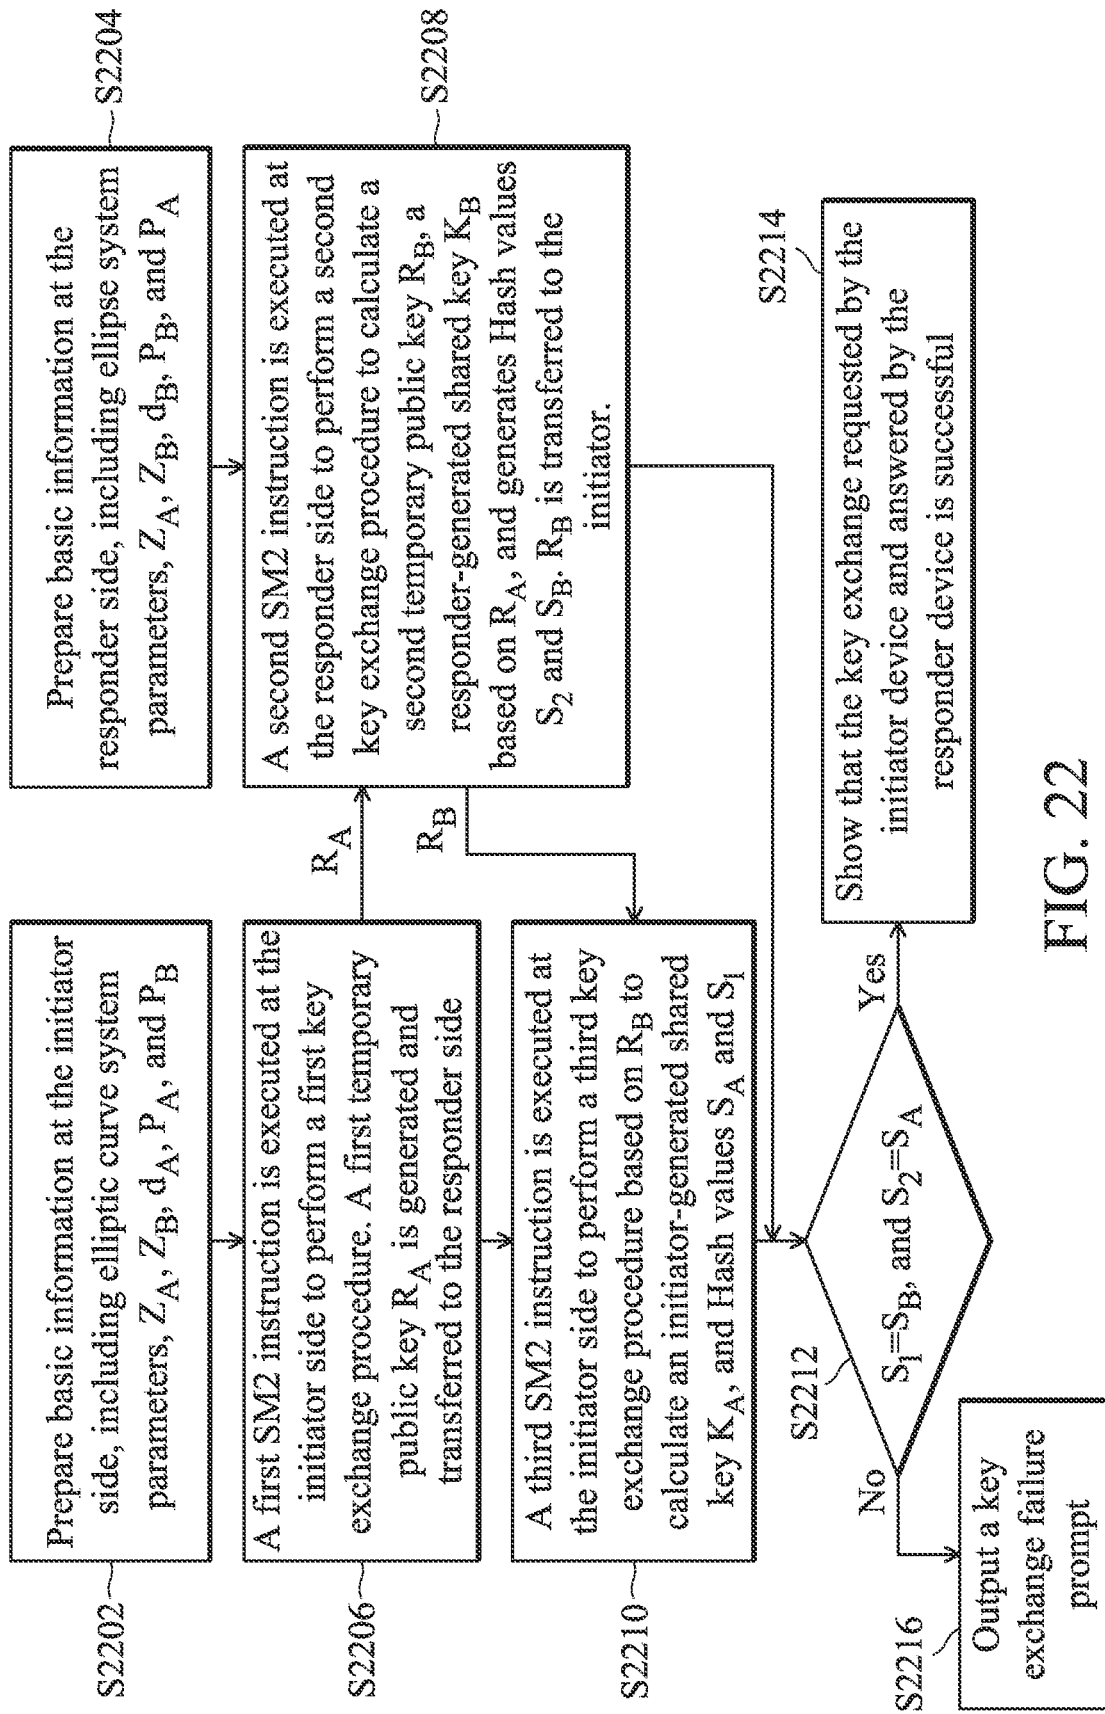 S2202
Prepare basic information at the initiator
side, including elliptic curve system
parameters, Z_A, Z_B, d_A, P_A, and P_B
S2204
Prepare basic information at the
responder side, including ellipse system
parameters, Z_A, Z_B, d_B, P_B, and P_A
S2206
A first SM2 instruction is executed at the
initiator side to perform a first key
exchange procedure. A first temporary
public key R_A is generated and
transferred to the responder side
R_A
S2208
A second SM2 instruction is executed at
the responder side to perform a second
key exchange procedure to calculate a
second temporary public key R_B, a
responder-generated shared key K_B
based on R_A, and generates Hash values
S_2 and S_B. R_B is transferred to the
initiator.
R_B
S2210
A third SM2 instruction is executed at
the initiator side to perform a third key
exchange procedure based on R_B to
calculate an initiator-generated shared
key K_A, and Hash values S_A and S_1
S2212
S_1=S_B, and S_2=S_A
No
Yes
S2214
Show that the key exchange requested by the
initiator device and answered by the
responder device is successful
S2216
Output a key
exchange failure
prompt
FIG. 22